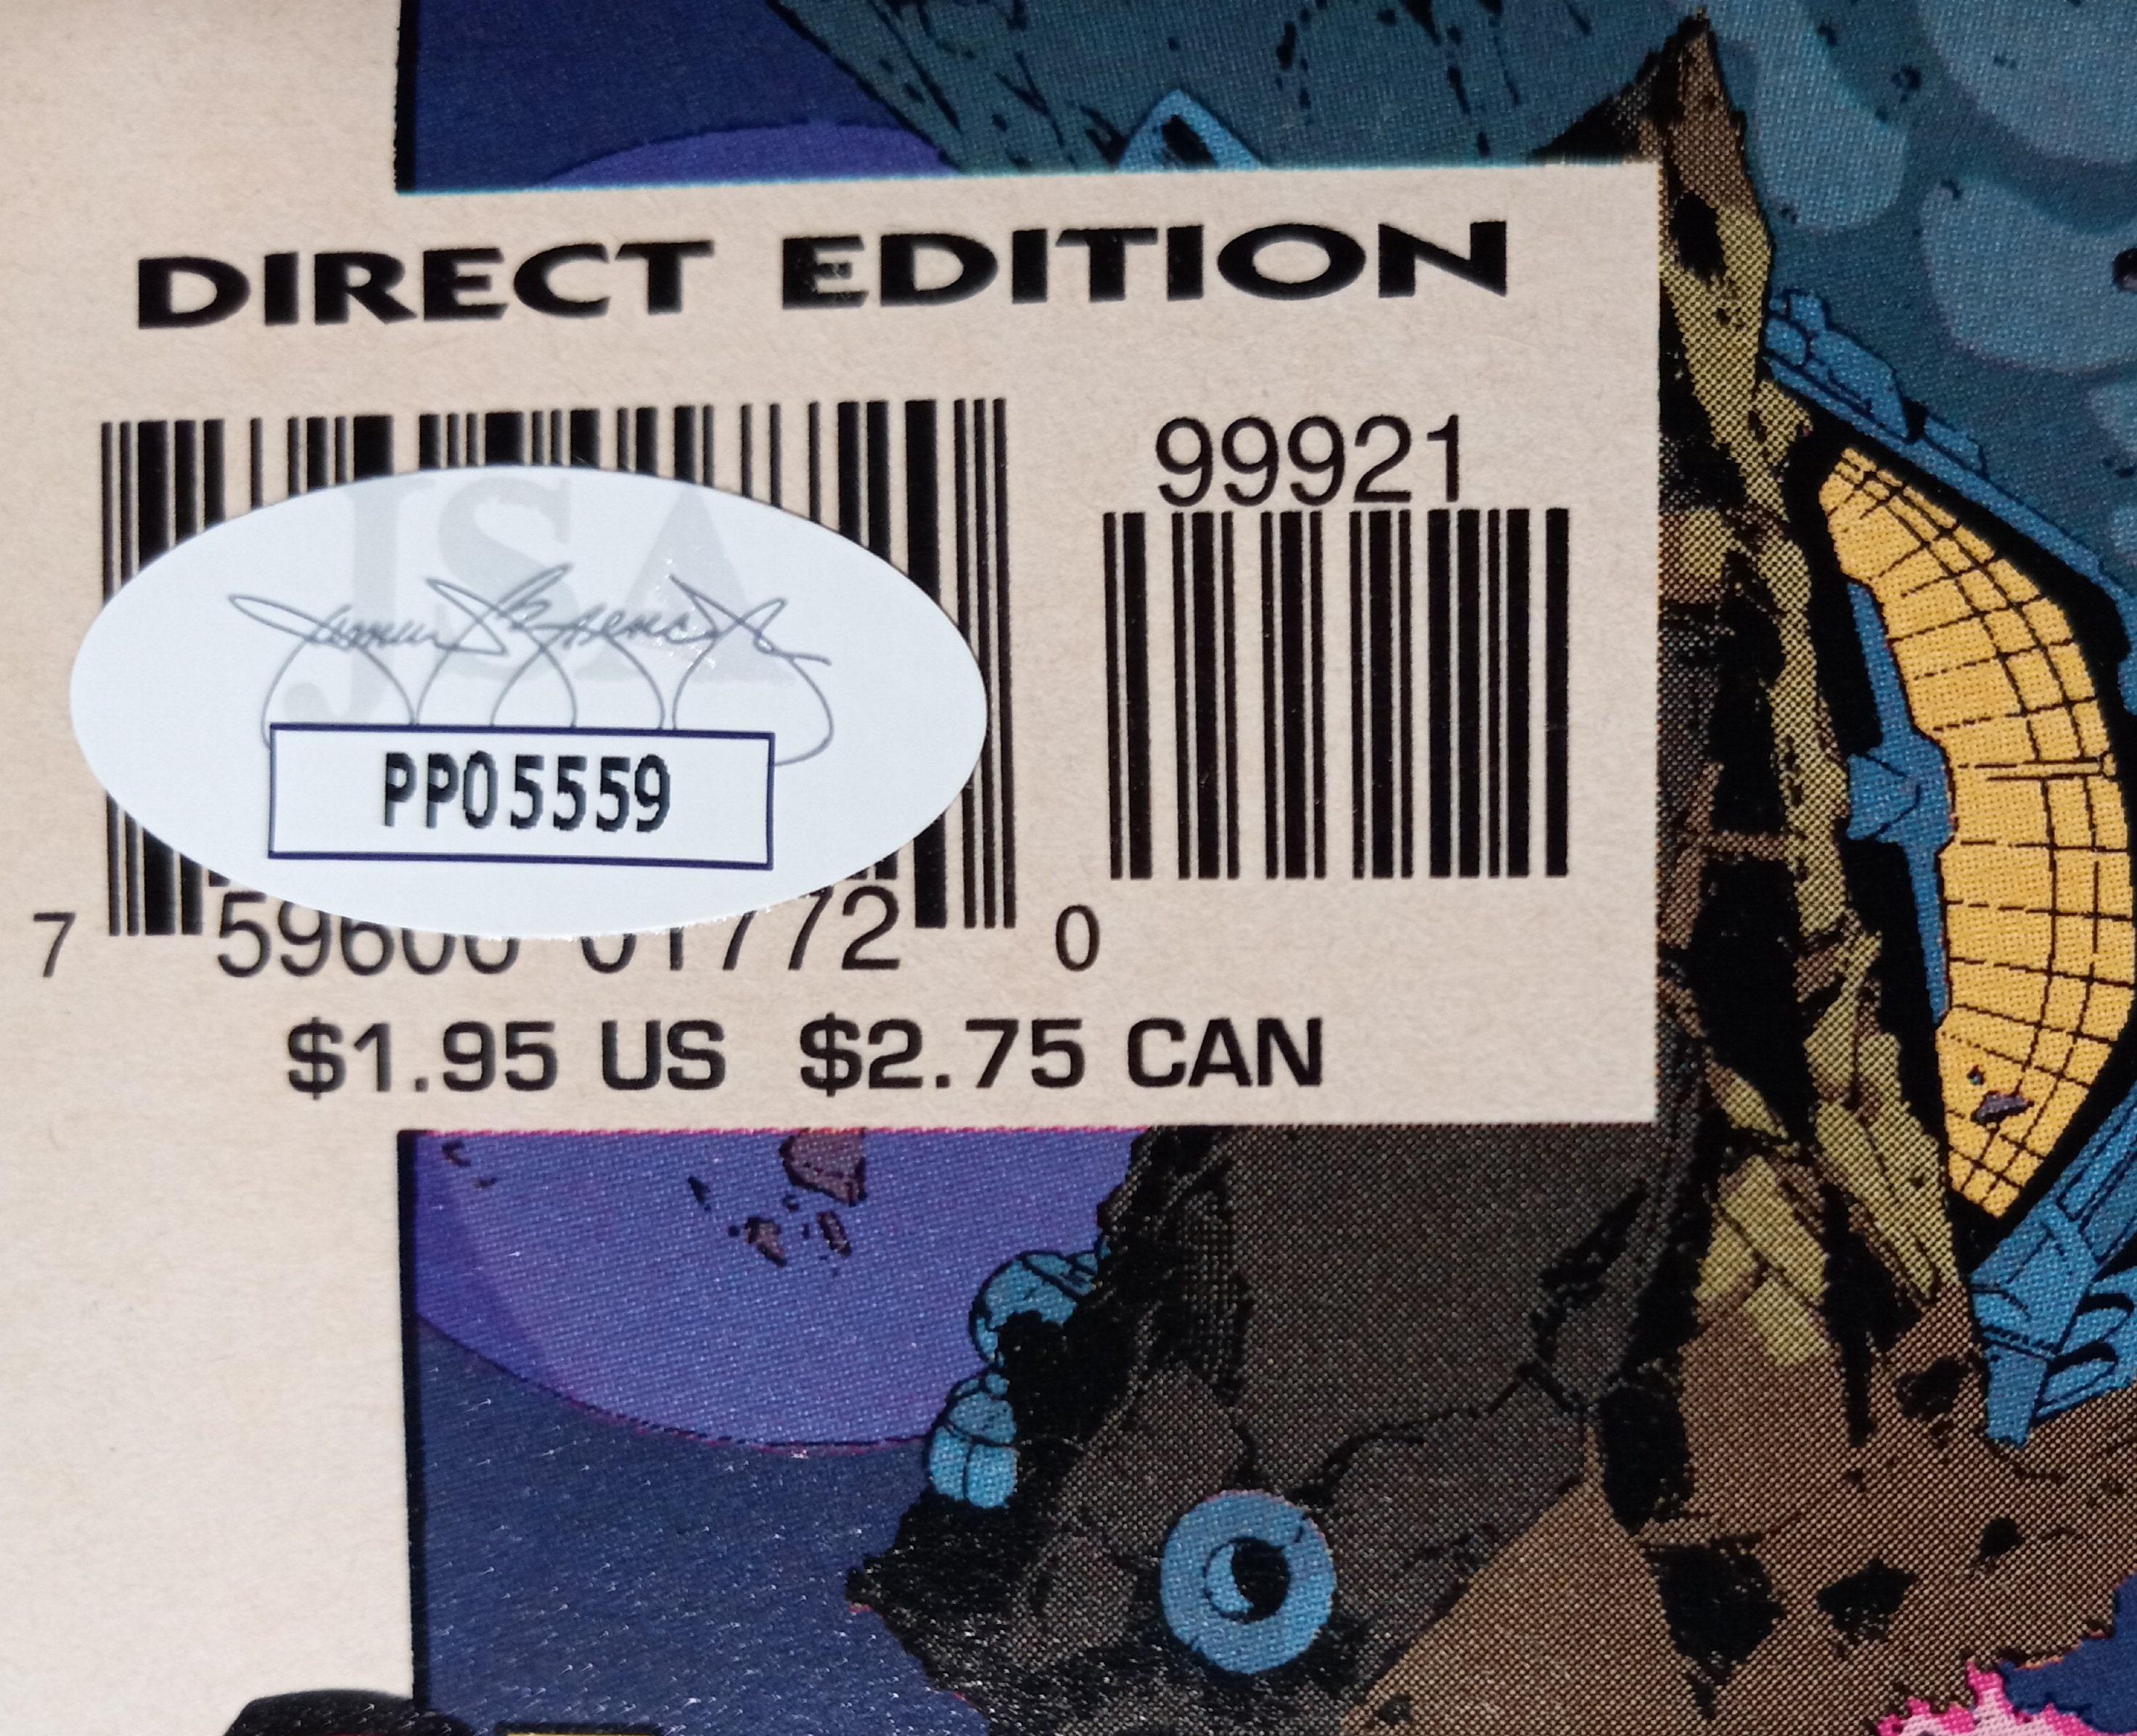 DIRECT EDITION
99921
JSA
PP05559
7 59606 01772 0
$1.95 US $2.75 CAN